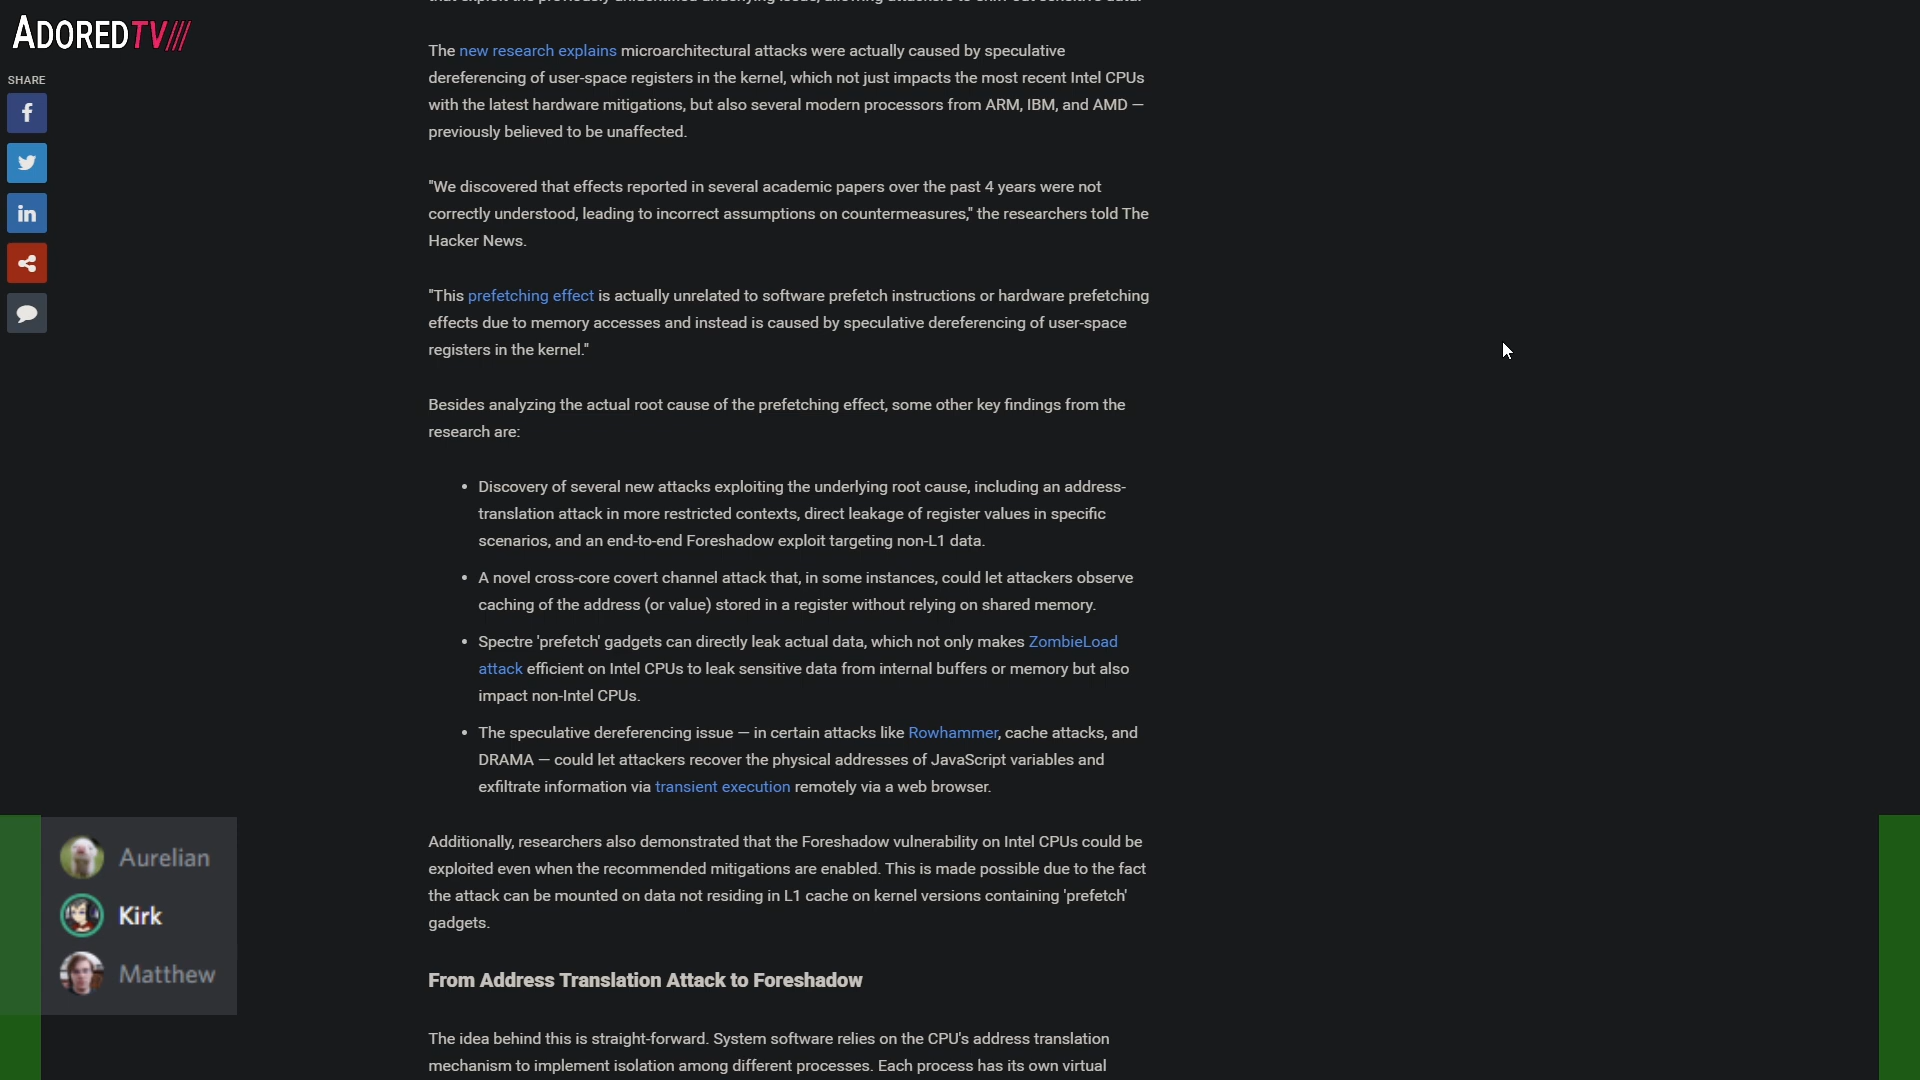 ADOREDTV///
SHARE
The new research explains microarchitectural attacks were actually caused by speculative
dereferencing of user-space registers in the kernel, which not just impacts the most recent Intel CPUs
with the latest hardware mitigations, but also several modern processors from ARM, IBM, and AMD —
previously believed to be unaffected.
"We discovered that effects reported in several academic papers over the past 4 years were not
correctly understood, leading to incorrect assumptions on countermeasures," the researchers told The
Hacker News.
"This prefetching effect is actually unrelated to software prefetch instructions or hardware prefetching
effects due to memory accesses and instead is caused by speculative dereferencing of user-space
registers in the kernel."
Besides analyzing the actual root cause of the prefetching effect, some other key findings from the
research are:
• Discovery of several new attacks exploiting the underlying root cause, including an address-
translation attack in more restricted contexts, direct leakage of register values in specific
scenarios, and an end-to-end Foreshadow exploit targeting non-L1 data.
• A novel cross-core covert channel attack that, in some instances, could let attackers observe
caching of the address (or value) stored in a register without relying on shared memory.
• Spectre 'prefetch' gadgets can directly leak actual data, which not only makes ZombieLoad
attack efficient on Intel CPUs to leak sensitive data from internal buffers or memory but also
impact non-Intel CPUs.
• The speculative dereferencing issue — in certain attacks like Rowhammer, cache attacks, and
DRAMA — could let attackers recover the physical addresses of JavaScript variables and
exfiltrate information via transient execution remotely via a web browser.
Additionally, researchers also demonstrated that the Foreshadow vulnerability on Intel CPUs could be
exploited even when the recommended mitigations are enabled. This is made possible due to the fact
the attack can be mounted on data not residing in L1 cache on kernel versions containing 'prefetch'
gadgets.
From Address Translation Attack to Foreshadow
The idea behind this is straight-forward. System software relies on the CPU's address translation
mechanism to implement isolation among different processes. Each process has its own virtual
Aurelian
Kirk
Matthew